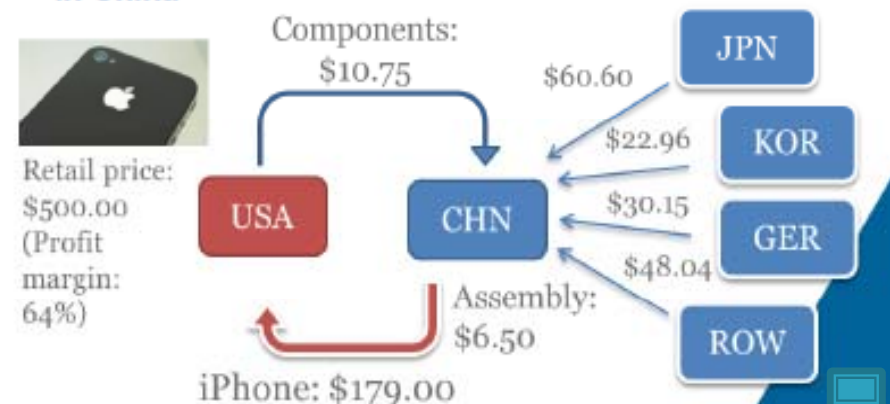 Components:
$10.75
JPN
$60.60
$22.96
KOR
Retail price:
$500.00
(Profit
margin:
64%)
USA
CHN
$30.15
GER
$48.04
Assembly:
$6.50
ROW
iPhone: $179.00